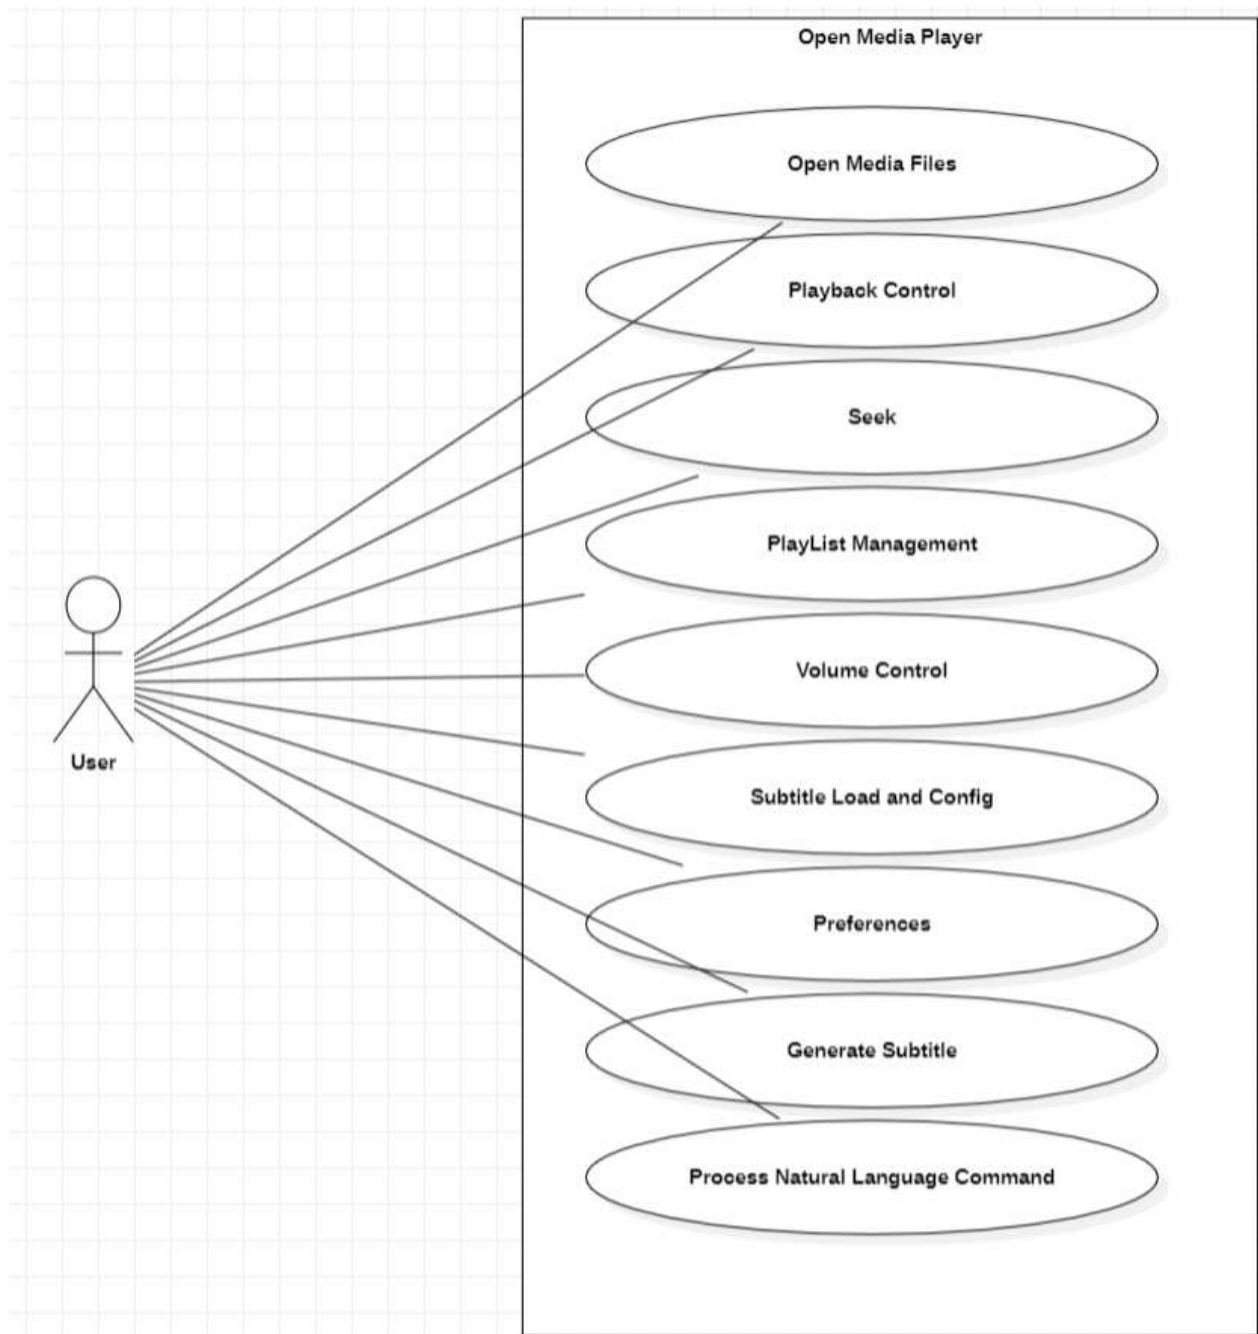 Open Media Player
Open Media Files
Playback Control
Seek
PlayList Management
Volume Control
User
Subtitle Load and Config
Preferences
Generate Subtitle
Process Natural Language Command